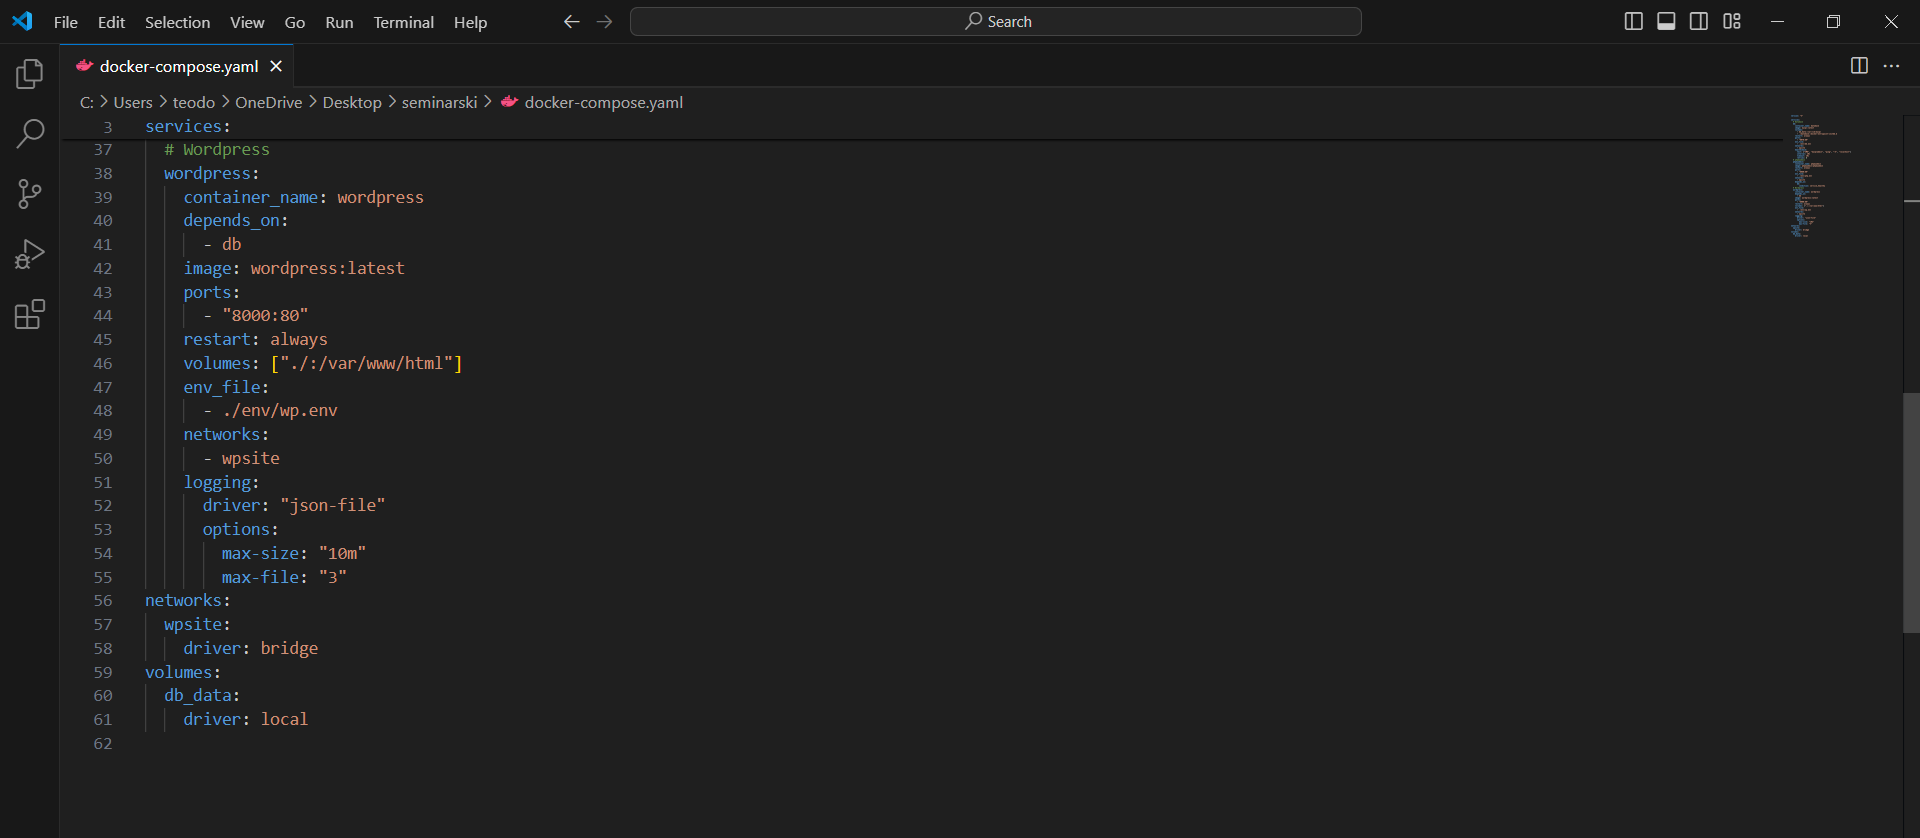 File Edit Selection View Go Run Terminal Help Search
docker-compose.yaml
C: > Users > teodo > OneDrive > Desktop > seminarski > docker-compose.yaml
3 services:
37 # Wordpress
38 wordpress:
39 container_name: wordpress
40 depends_on:
41 - db
42 image: wordpress:latest
43 ports:
44 - "8000:80"
45 restart: always
46 volumes: ["./:/var/www/html"]
47 env_file:
48 - ./env/wp.env
49 networks:
50 - wpsite
51 logging:
52 driver: "json-file"
53 options:
54 max-size: "10m"
55 max-file: "3"
56 networks:
57 wpsite:
58 driver: bridge
59 volumes:
60 db_data:
61 driver: local
62